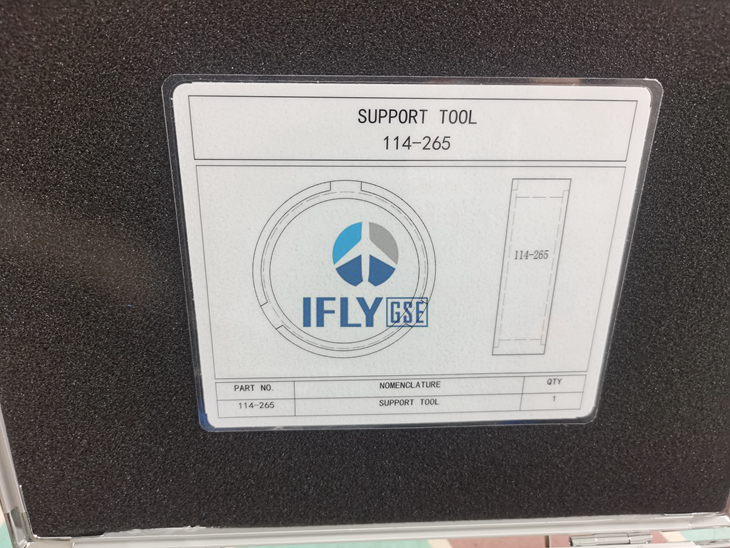 SUPPORT TOOL
114-265
114-265
IFLY GSE
PART NO. NOMENCLATURE QTY
114-265 SUPPORT TOOL 1